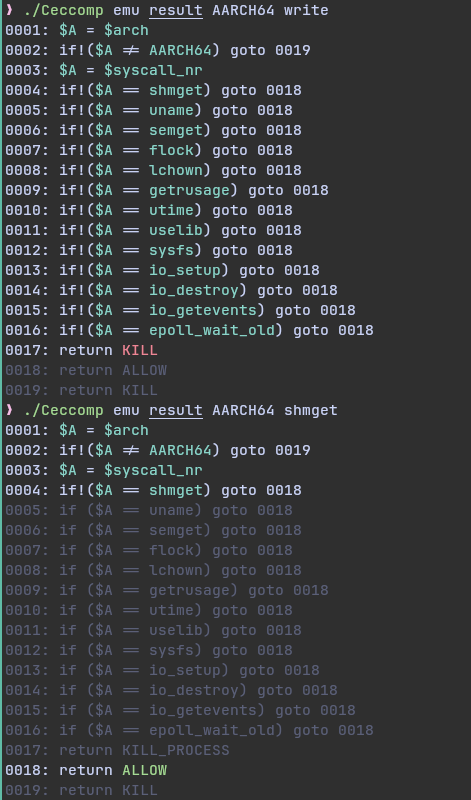 ❫ ./Ceccomp emu result AARCH64 write
0001: $A = $arch
0002: if!($A ≠ AARCH64) goto 0019
0003: $A = $syscall_nr
0004: if!($A == shmget) goto 0018
0005: if!($A == uname) goto 0018
0006: if!($A == semget) goto 0018
0007: if!($A == flock) goto 0018
0008: if!($A == lchown) goto 0018
0009: if!($A == getrusage) goto 0018
0010: if!($A == utime) goto 0018
0011: if!($A == uselib) goto 0018
0012: if!($A == sysfs) goto 0018
0013: if!($A == io_setup) goto 0018
0014: if!($A == io_destroy) goto 0018
0015: if!($A == io_getevents) goto 0018
0016: if!($A == epoll_wait_old) goto 0018
0017: return KILL
0018: return ALLOW
0019: return KILL
❫ ./Ceccomp emu result AARCH64 shmget
0001: $A = $arch
0002: if!($A ≠ AARCH64) goto 0019
0003: $A = $syscall_nr
0004: if!($A == shmget) goto 0018
0005: if ($A == uname) goto 0018
0006: if ($A == semget) goto 0018
0007: if ($A == flock) goto 0018
0008: if ($A == lchown) goto 0018
0009: if ($A == getrusage) goto 0018
0010: if ($A == utime) goto 0018
0011: if ($A == uselib) goto 0018
0012: if ($A == sysfs) goto 0018
0013: if ($A == io_setup) goto 0018
0014: if ($A == io_destroy) goto 0018
0015: if ($A == io_getevents) goto 0018
0016: if ($A == epoll_wait_old) goto 0018
0017: return KILL_PROCESS
0018: return ALLOW
0019: return KILL